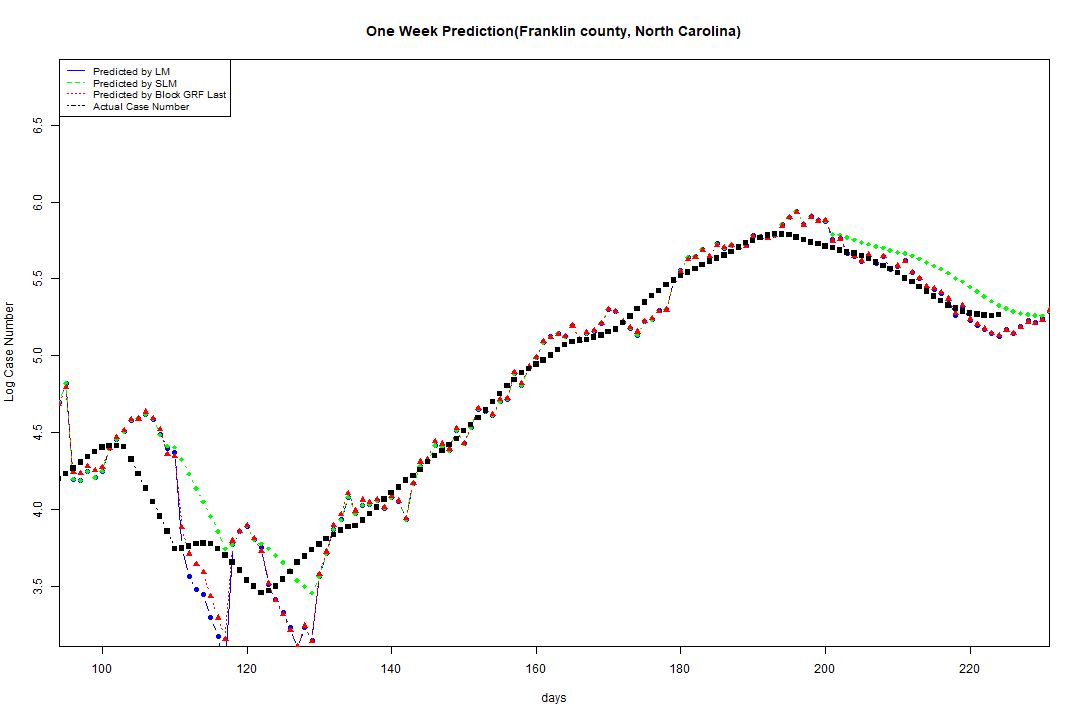 One Week Prediction(Franklin county, North Carolina)
Predicted by LM
Predicted by SLM
Predicted by Block GRF Last
Actual Case Number
Log Case Number
6.5
6.0
5.5
5.0
4.5
4.0
3.5
100 120 140 160 180 200 220
days